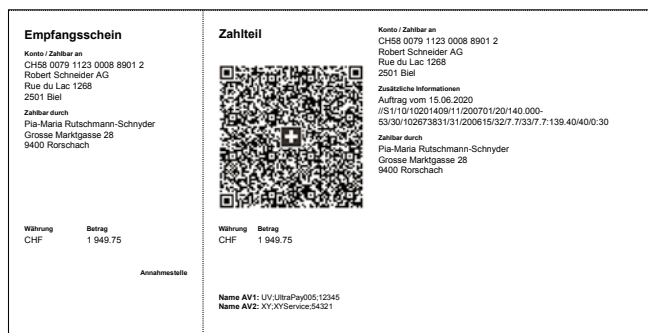 Empfangsschein
Konto / Zahlbar an
CH58 0079 1123 0008 8901 2
Robert Schneider AG
Rue du Lac 1268
2501 Biel
Zahlbar durch
Pia-Maria Rutschmann-Schnyder
Grosse Marktgasse 28
9400 Rorschach
Währung Betrag
CHF 1 949.75
Annahmestelle
Zahlteil
Währung Betrag
CHF 1 949.75
Name AV1: UV;UltraPay005;12345
Name AV2: XY;XYService;54321
Konto / Zahlbar an
CH58 0079 1123 0008 8901 2
Robert Schneider AG
Rue du Lac 1268
2501 Biel
Zusätzliche Informationen
Auftrag vom 15.06.2020
//S1/10/10201409/11/200701/20/140.000-
53/30/102673831/31/200615/32/7.7/33/7.7:139.40/40/0:30
Zahlbar durch
Pia-Maria Rutschmann-Schnyder
Grosse Marktgasse 28
9400 Rorschach